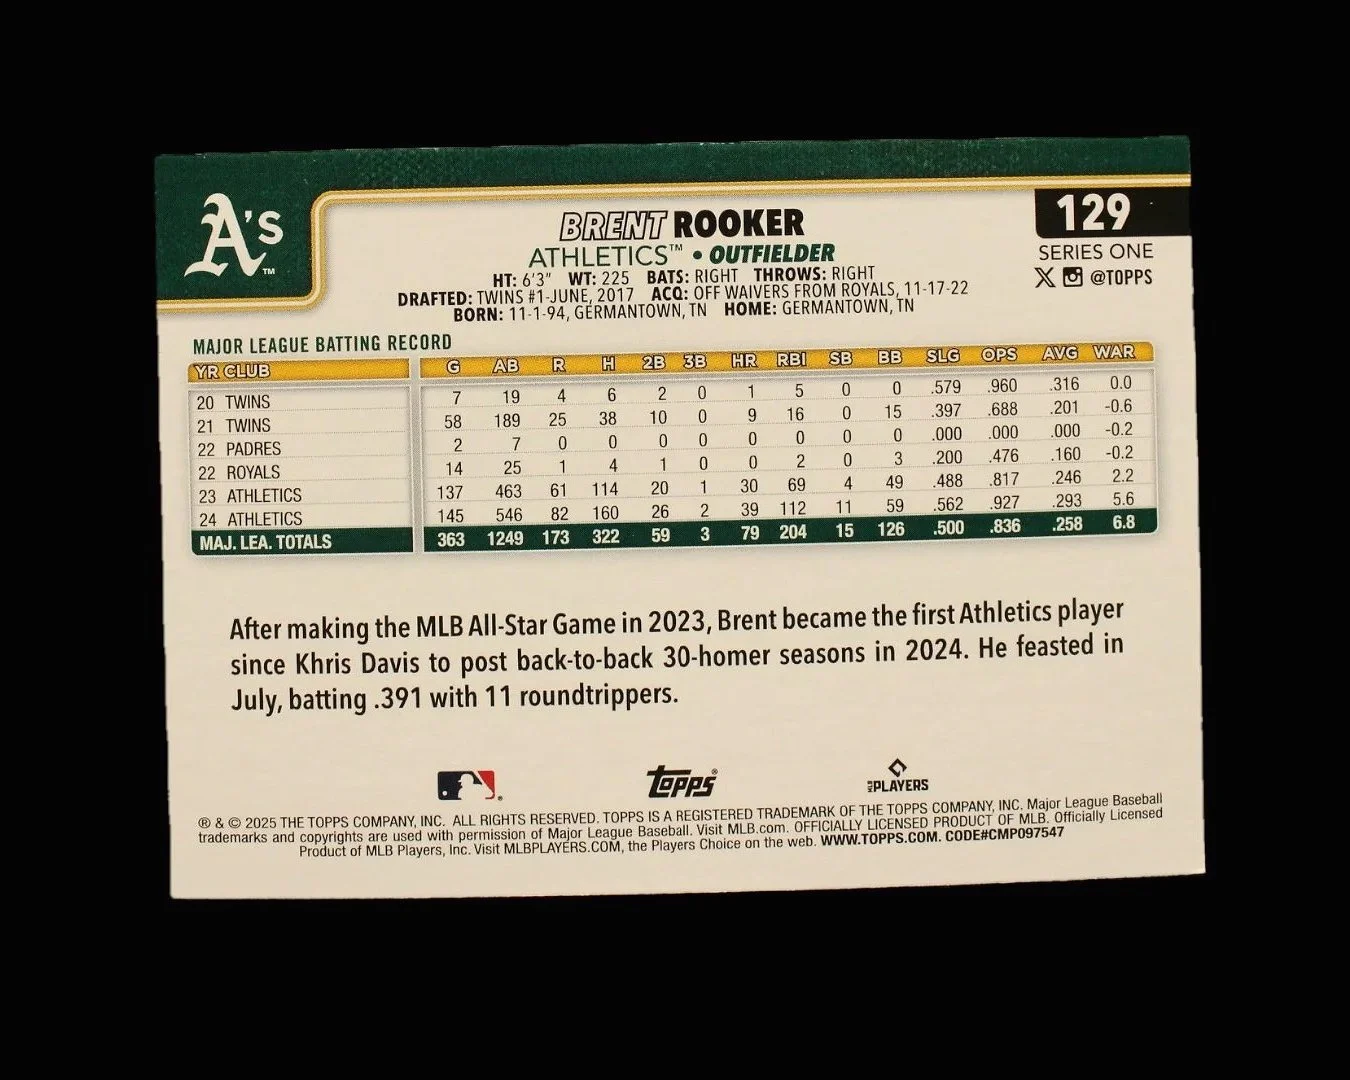 A's™
BRENT ROOKER
129
ATHLETICS™ • OUTFIELDER
SERIES ONE
HT: 6'3" WT: 225 BATS: RIGHT THROWS: RIGHT
@TOPPS
DRAFTED: TWINS #1-JUNE, 2017 ACQ: OFF WAIVERS FROM ROYALS, 11-17-22
BORN: 11-1-94, GERMANTOWN, TN HOME: GERMANTOWN, TN
MAJOR LEAGUE BATTING RECORD
YR CLUB G AB R H 2B 3B HR RBI SB BB SLG OPS AVG WAR
20 TWINS 7 19 4 6 2 0 1 5 0 0 .579 .960 .316 0.0
21 TWINS 58 189 25 38 10 0 9 16 0 15 .397 .688 .201 -0.6
22 PADRES 2 7 0 0 0 0 0 0 0 0 .000 .000 .000 -0.2
22 ROYALS 14 25 1 4 1 0 0 2 0 3 .200 .476 .160 -0.2
23 ATHLETICS 137 463 61 114 20 1 30 69 4 49 .488 .817 .246 2.2
24 ATHLETICS 145 546 82 160 26 2 39 112 11 59 .562 .927 .293 5.6
MAJ. LEA. TOTALS 363 1249 173 322 59 3 79 204 15 126 .500 .836 .258 6.8
After making the MLB All-Star Game in 2023, Brent became the first Athletics player
since Khris Davis to post back-to-back 30-homer seasons in 2024. He feasted in
July, batting .391 with 11 roundtrippers.
topps®
MLB PLAYERS
® & © 2025 THE TOPPS COMPANY, INC. ALL RIGHTS RESERVED. TOPPS IS A REGISTERED TRADEMARK OF THE TOPPS COMPANY, INC. Major League Baseball
trademarks and copyrights are used with permission of Major League Baseball. Visit MLB.com. OFFICIALLY LICENSED PRODUCT OF MLB. Officially Licensed
Product of MLB Players, Inc. Visit MLBPLAYERS.COM, the Players Choice on the web. WWW.TOPPS.COM. CODE#CMP097547